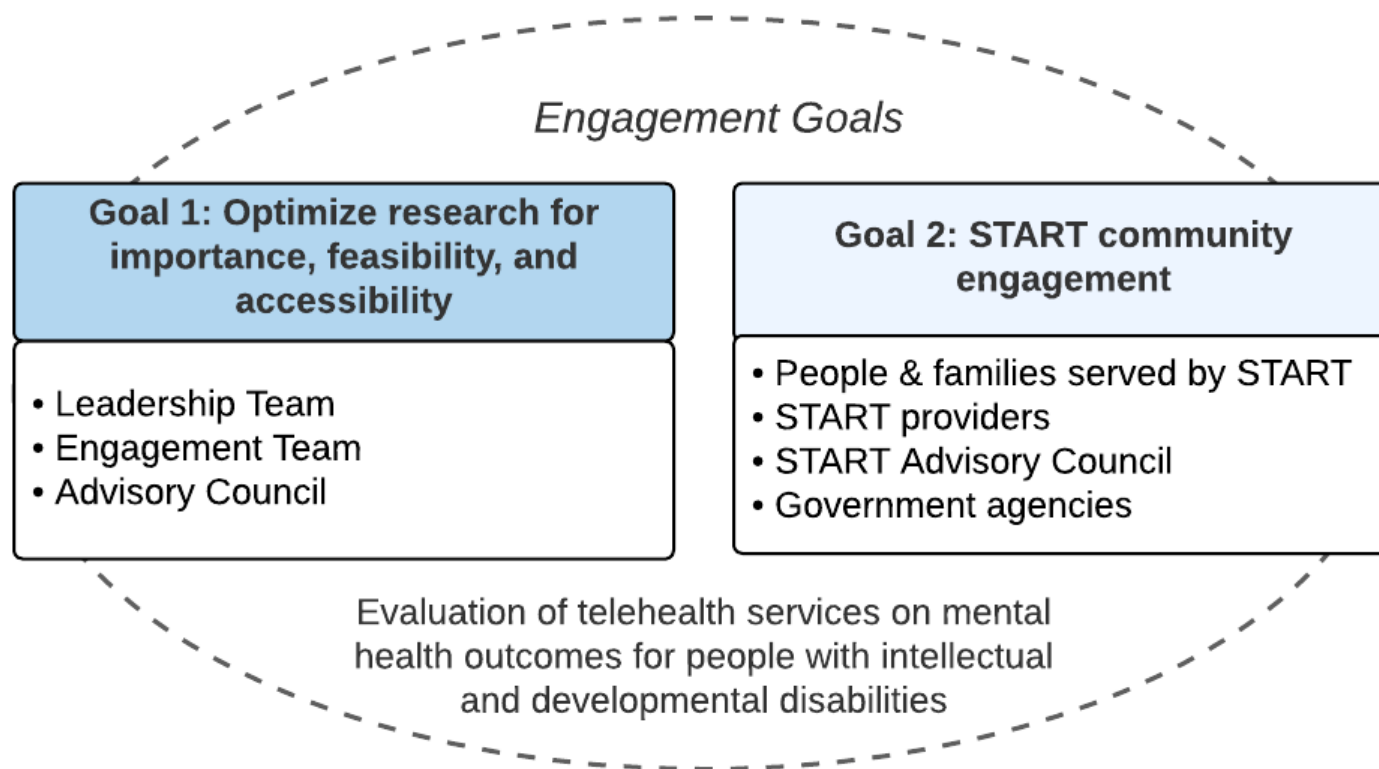 Engagement Goals
Goal 1: Optimize research for
importance, feasibility, and
accessibility
• Leadership Team
• Engagement Team
• Advisory Council
Goal 2: START community
engagement
• People & families served by START
• START providers
• START Advisory Council
• Government agencies
Evaluation of telehealth services on mental
health outcomes for people with intellectual
and developmental disabilities